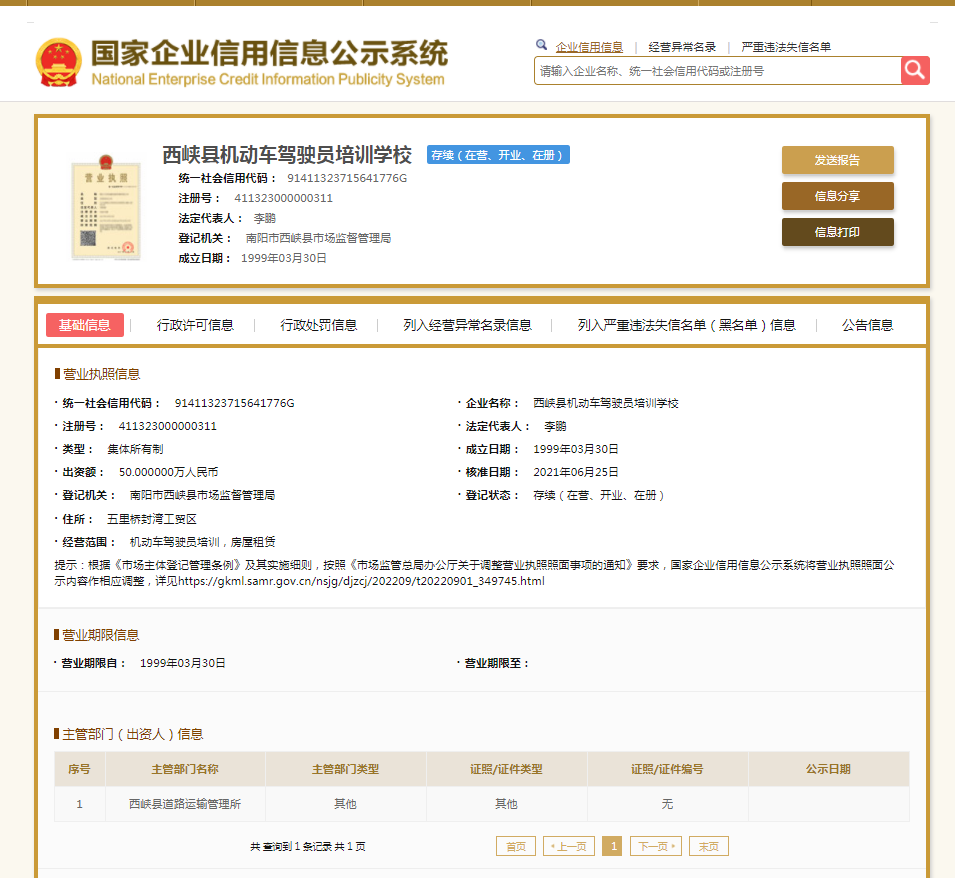 国家企业信用信息公示系统
National Enterprise Credit Information Publicity System
企业信用信息 | 经营异常名录 | 严重违法失信名单
请输入企业名称、统一社会信用代码或注册号
营业执照
西峡县机动车驾驶员培训学校 存续（在营、开业、在册）
统一社会信用代码： 91411323715641776G
注册号： 411323000000311
法定代表人： 李鹏
登记机关： 南阳市西峡县市场监督管理局
成立日期： 1999年03月30日
发送报告
信息分享
信息打印
基础信息 | 行政许可信息 | 行政处罚信息 | 列入经营异常名录信息 | 列入严重违法失信名单（黑名单）信息 | 公告信息
营业执照信息
· 统一社会信用代码： 91411323715641776G · 企业名称： 西峡县机动车驾驶员培训学校
· 注册号： 411323000000311 · 法定代表人： 李鹏
· 类型： 集体所有制 · 成立日期： 1999年03月30日
· 出资额： 50.000000万人民币 · 核准日期： 2021年06月25日
· 登记机关： 南阳市西峡县市场监督管理局 · 登记状态： 存续（在营、开业、在册）
· 住所： 五里桥封湾工贸区
· 经营范围： 机动车驾驶员培训，房屋租赁
提示：根据《市场主体登记管理条例》及其实施细则，按照《市场监管总局办公厅关于调整营业执照照面事项的通知》要求，国家企业信用信息公示系统将营业执照照面公
示内容作相应调整，详见https://gkml.samr.gov.cn/nsjg/djzcj/202209/t20220901_349745.html
营业期限信息
· 营业期限自： 1999年03月30日 · 营业期限至：
主管部门（出资人）信息
序号 主管部门名称 主管部门类型 证照/证件类型 证照/证件编号 公示日期
1 西峡县道路运输管理所 其他 其他 无
共 查询到 1 条记录 共 1 页 首页 上一页 1 下一页 末页